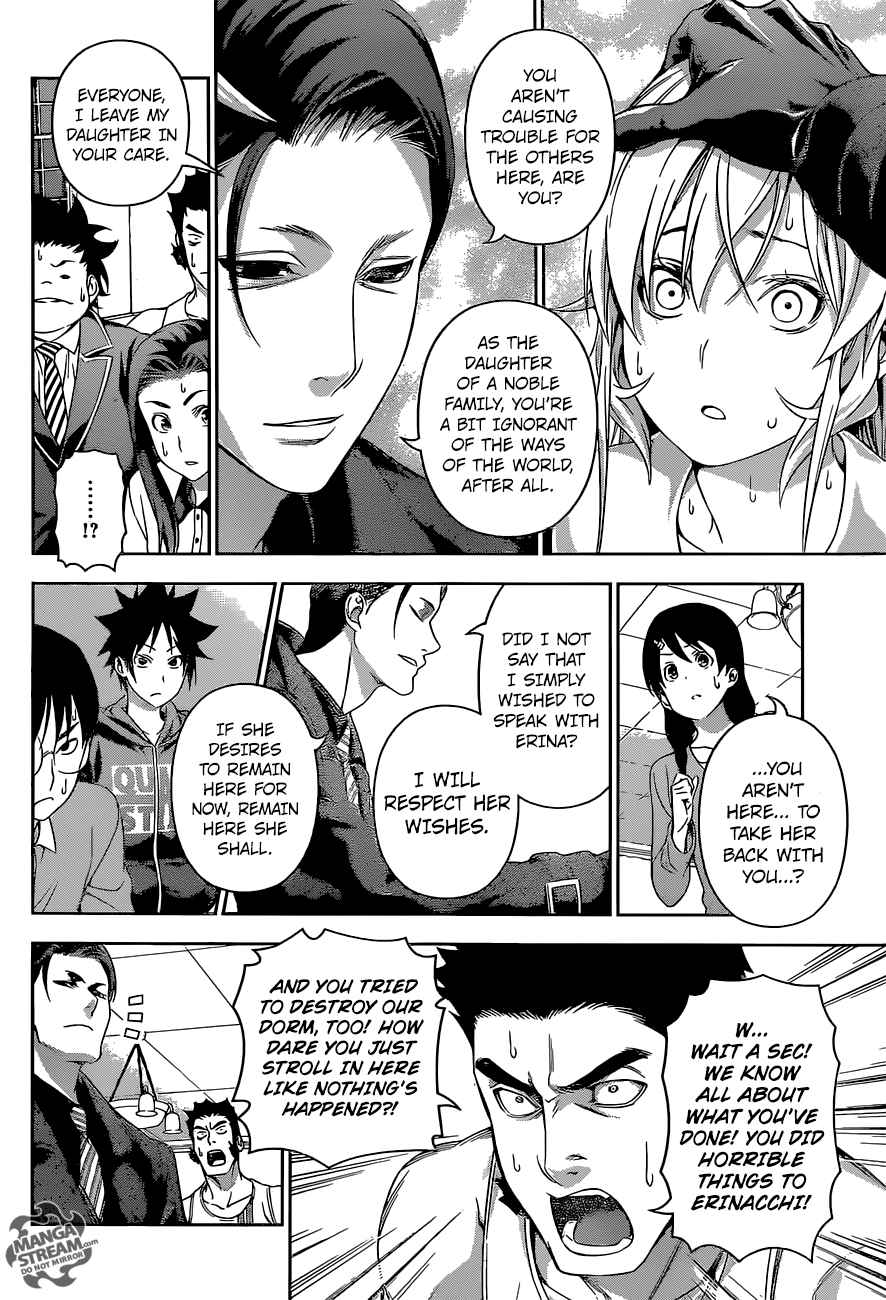 YOU
AREN'T
CAUSING
TROUBLE FOR
THE OTHERS
HERE, ARE
YOU?
AS THE
DAUGHTER
OF A NOBLE
FAMILY, YOU'RE
A BIT IGNORANT
OF THE WAYS
OF THE WORLD,
AFTER ALL.
EVERYONE,
I LEAVE MY
DAUGHTER IN
YOUR CARE.
......!?
...YOU
AREN'T
HERE... TO
TAKE HER
BACK WITH
YOU...?
DID I NOT
SAY THAT
I SIMPLY
WISHED TO
SPEAK WITH
ERINA?
I WILL
RESPECT HER
WISHES.
IF SHE
DESIRES
TO REMAIN
HERE FOR
NOW, REMAIN
HERE SHE
SHALL.
W...
WAIT A SEC!
WE KNOW
ALL ABOUT
WHAT YOU'VE
DONE! YOU DID
HORRIBLE
THINGS TO
ERINACCHI!
AND YOU TRIED
TO DESTROY OUR
DORM, TOO! HOW
DARE YOU JUST
STROLL IN HERE
LIKE NOTHING'S
HAPPENED?!
MANGA
STREAM.com
DO NOT MIRROR